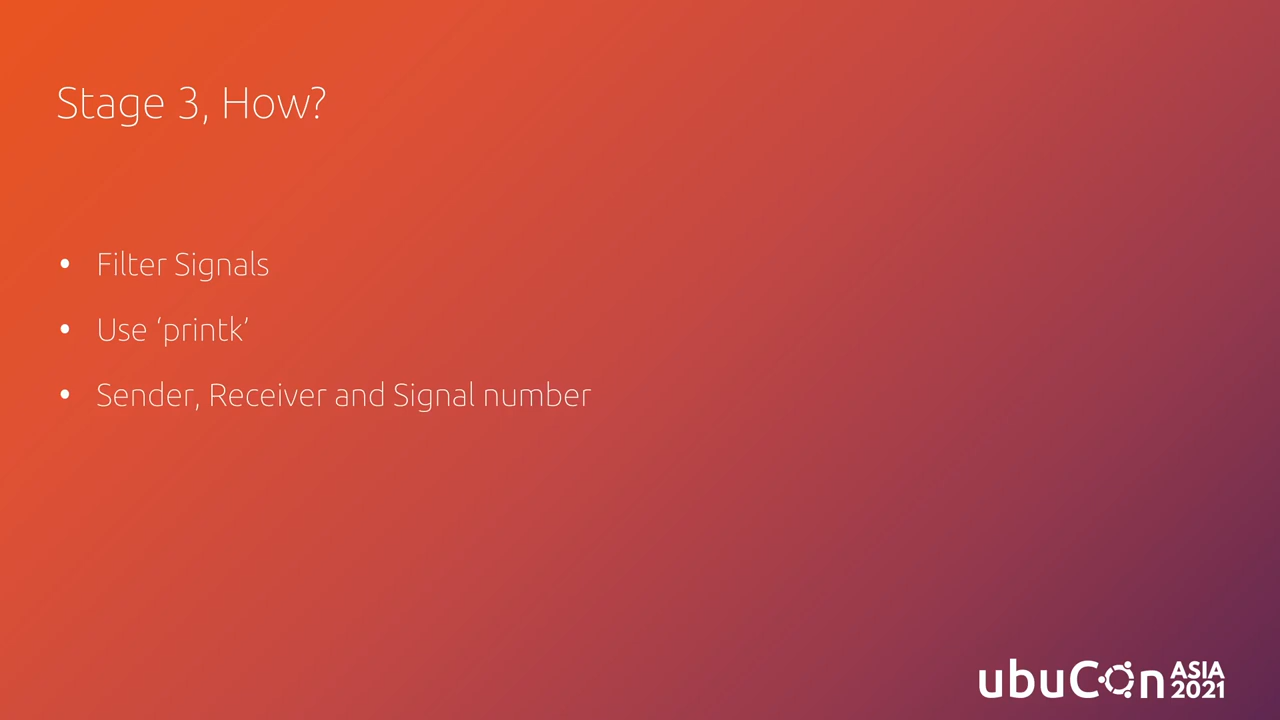 Stage 3, How?
• Filter Signals
• Use ‘printk’
• Sender, Receiver and Signal number
ubuCon ASIA 2021